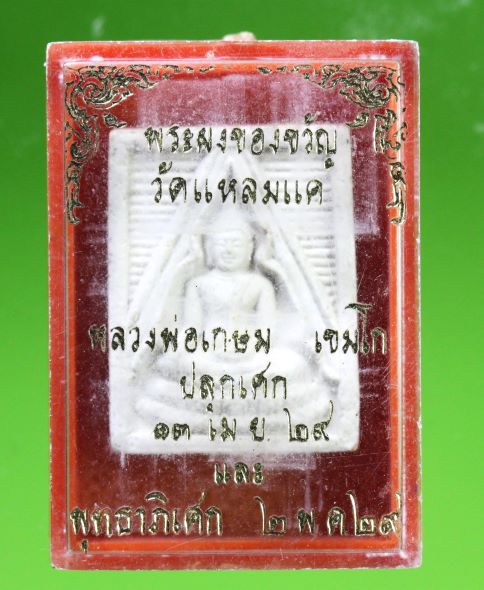 พระผงของขวัญ
วัดแหลมแค
หลวงพ่อเกษม เขมโก
ปลุกเศก
๑๓ เม ย. ๒๙
และ
พุทธาภิเศก ๒ พ ค ๒๙